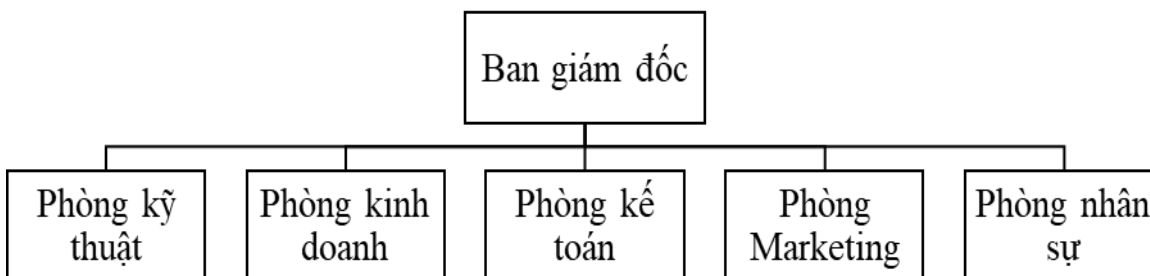 Ban giám đốc
Phòng kỹ
thuật
Phòng kinh
doanh
Phòng kế
toán
Phòng
Marketing
Phòng nhân
sự